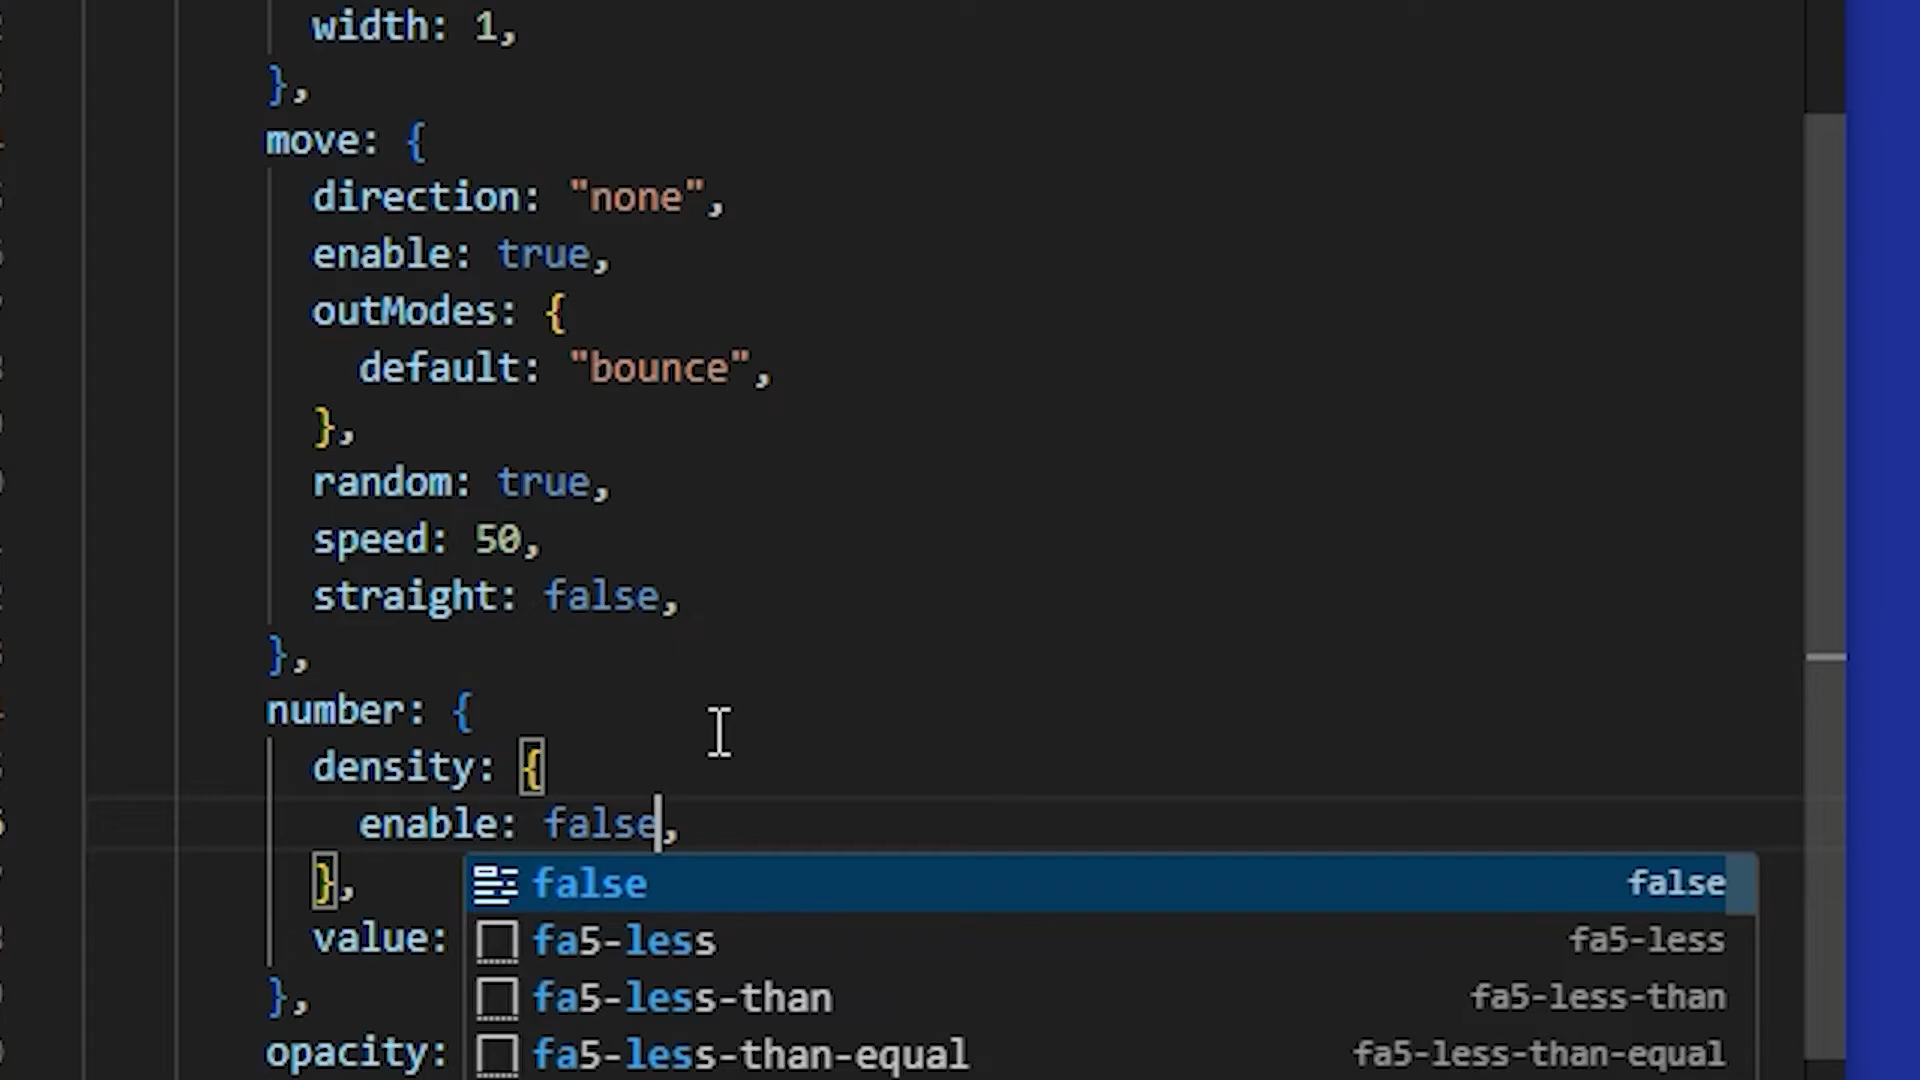 width: 1,
},
move: {
direction: "none",
enable: true,
outModes: {
default: "bounce",
},
random: true,
speed: 50,
straight: false,
},
number: {
density: {
enable: false,
},
false false
fa5-less fa5-less
value:
fa5-less-than fa5-less-than
},
opacity:
fa5-less-than-equal fa5-less-than-equal